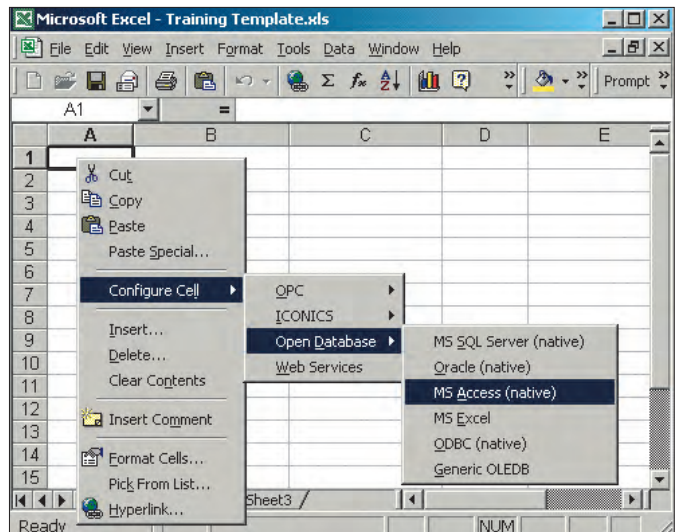 Microsoft Excel - Training Template.xls
File Edit View Insert Format Tools Data Window Help
Prompt
A1 =
A B C D E
1
2
3
4
5
6
7
8
9
10
11
12
13
14
15
Cut
Copy
Paste
Paste Special...
Configure Cell
Insert...
Delete...
Clear Contents
Insert Comment
Format Cells...
Pick From List...
Hyperlink...
OPC
ICONICS
Open Database
Web Services
MS SQL Server (native)
Oracle (native)
MS Access (native)
MS Excel
ODBC (native)
Generic OLEDB
Sheet3
Ready NUM